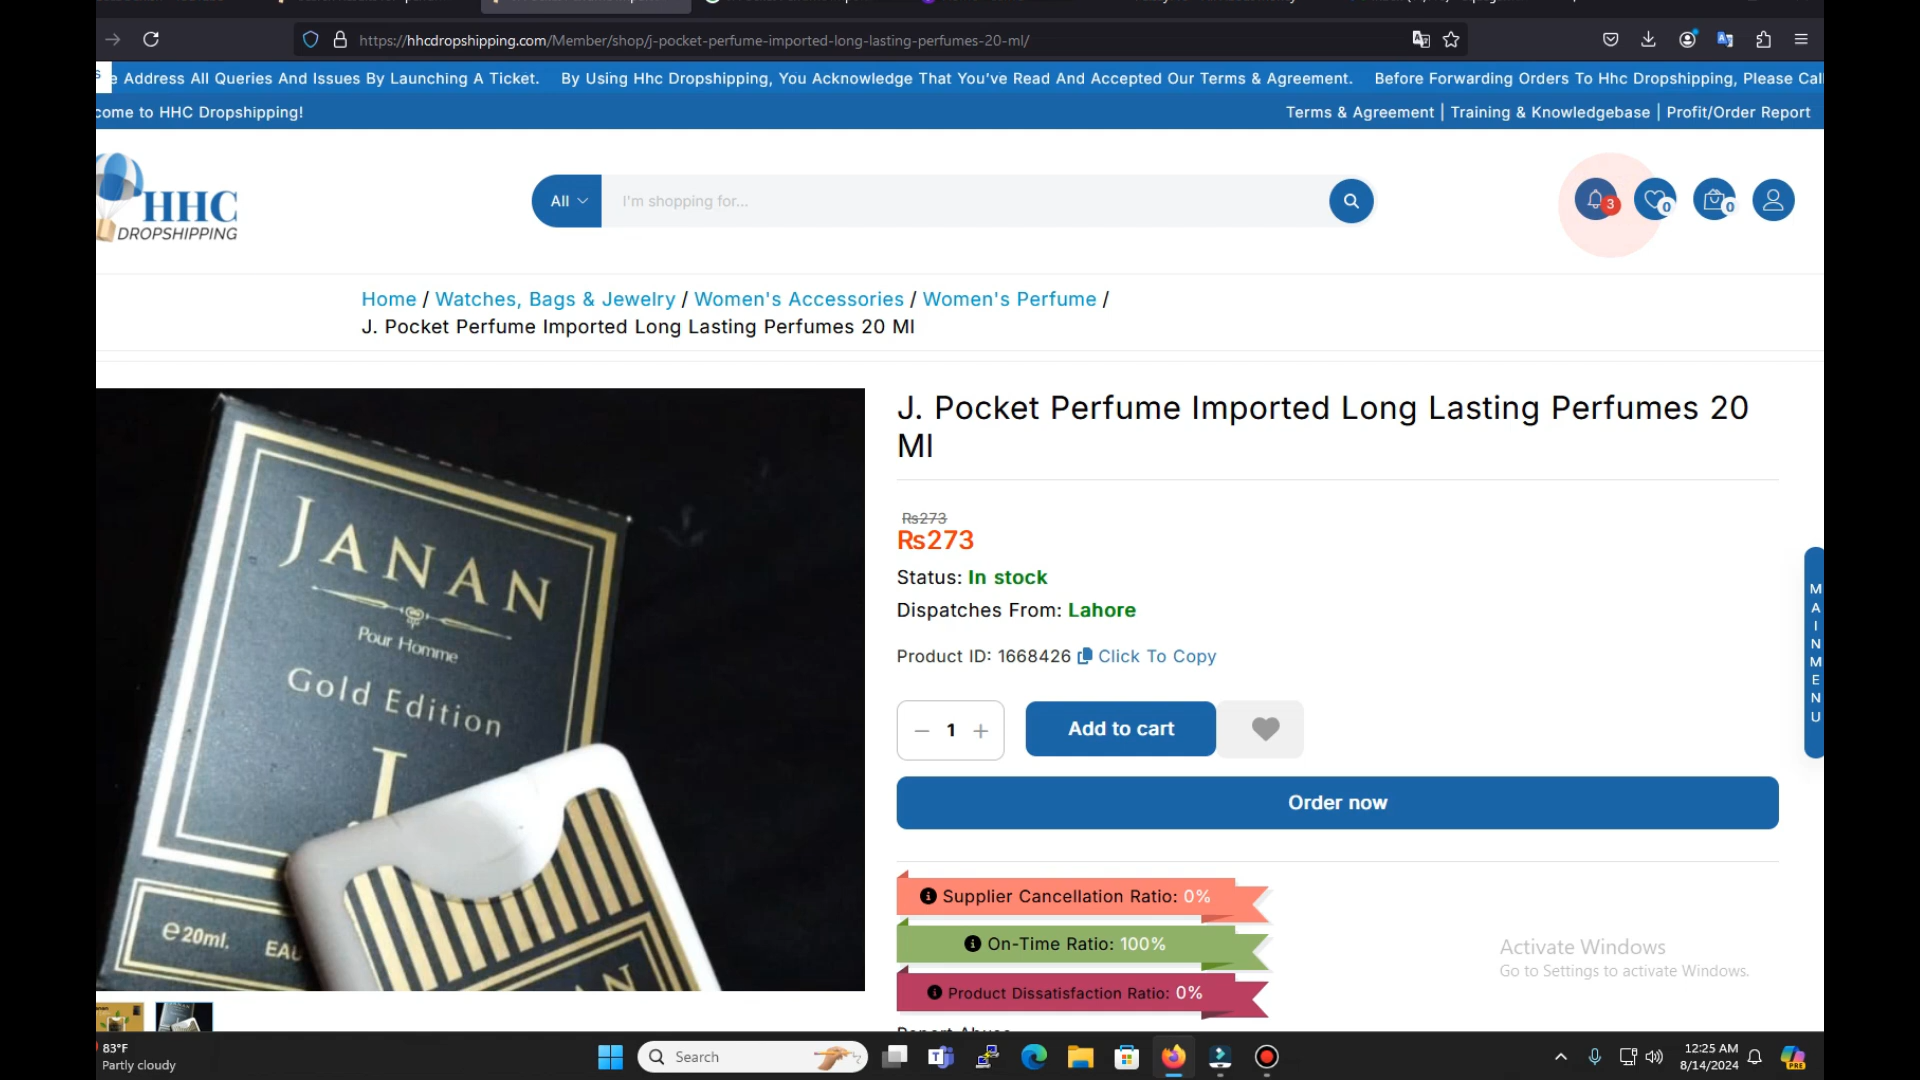 https://hhcdropshipping.com/Member/shop/j-pocket-perfume-imported-long-lasting-perfumes-20-ml/
s
e Address All Queries And Issues By Launching A Ticket. By Using Hhc Dropshipping, You Acknowledge That You've Read And Accepted Our Terms & Agreement. Before Forwarding Orders To Hhc Dropshipping, Please Call
come to HHC Dropshipping!
Terms & Agreement | Training & Knowledgebase | Profit/Order Report
HHC
DROPSHIPPING
All
I'm shopping for...
3
0
0
Home / Watches, Bags & Jewelry / Women's Accessories / Women's Perfume /
J. Pocket Perfume Imported Long Lasting Perfumes 20 Ml
JANAN
Pour Homme
Gold Edition
J.
e20ml. EAU
J. Pocket Perfume Imported Long Lasting Perfumes 20
Ml
₨273
₨273
Status: In stock
Dispatches From: Lahore
Product ID: 1668426 Click To Copy
− 1 +
Add to cart
Order now
Supplier Cancellation Ratio: 0%
On-Time Ratio: 100%
Product Dissatisfaction Ratio: 0%
Report Abuse
MAIN MENU
Activate Windows
Go to Settings to activate Windows.
83°F
Partly cloudy
Search
12:25 AM
8/14/2024
PRE